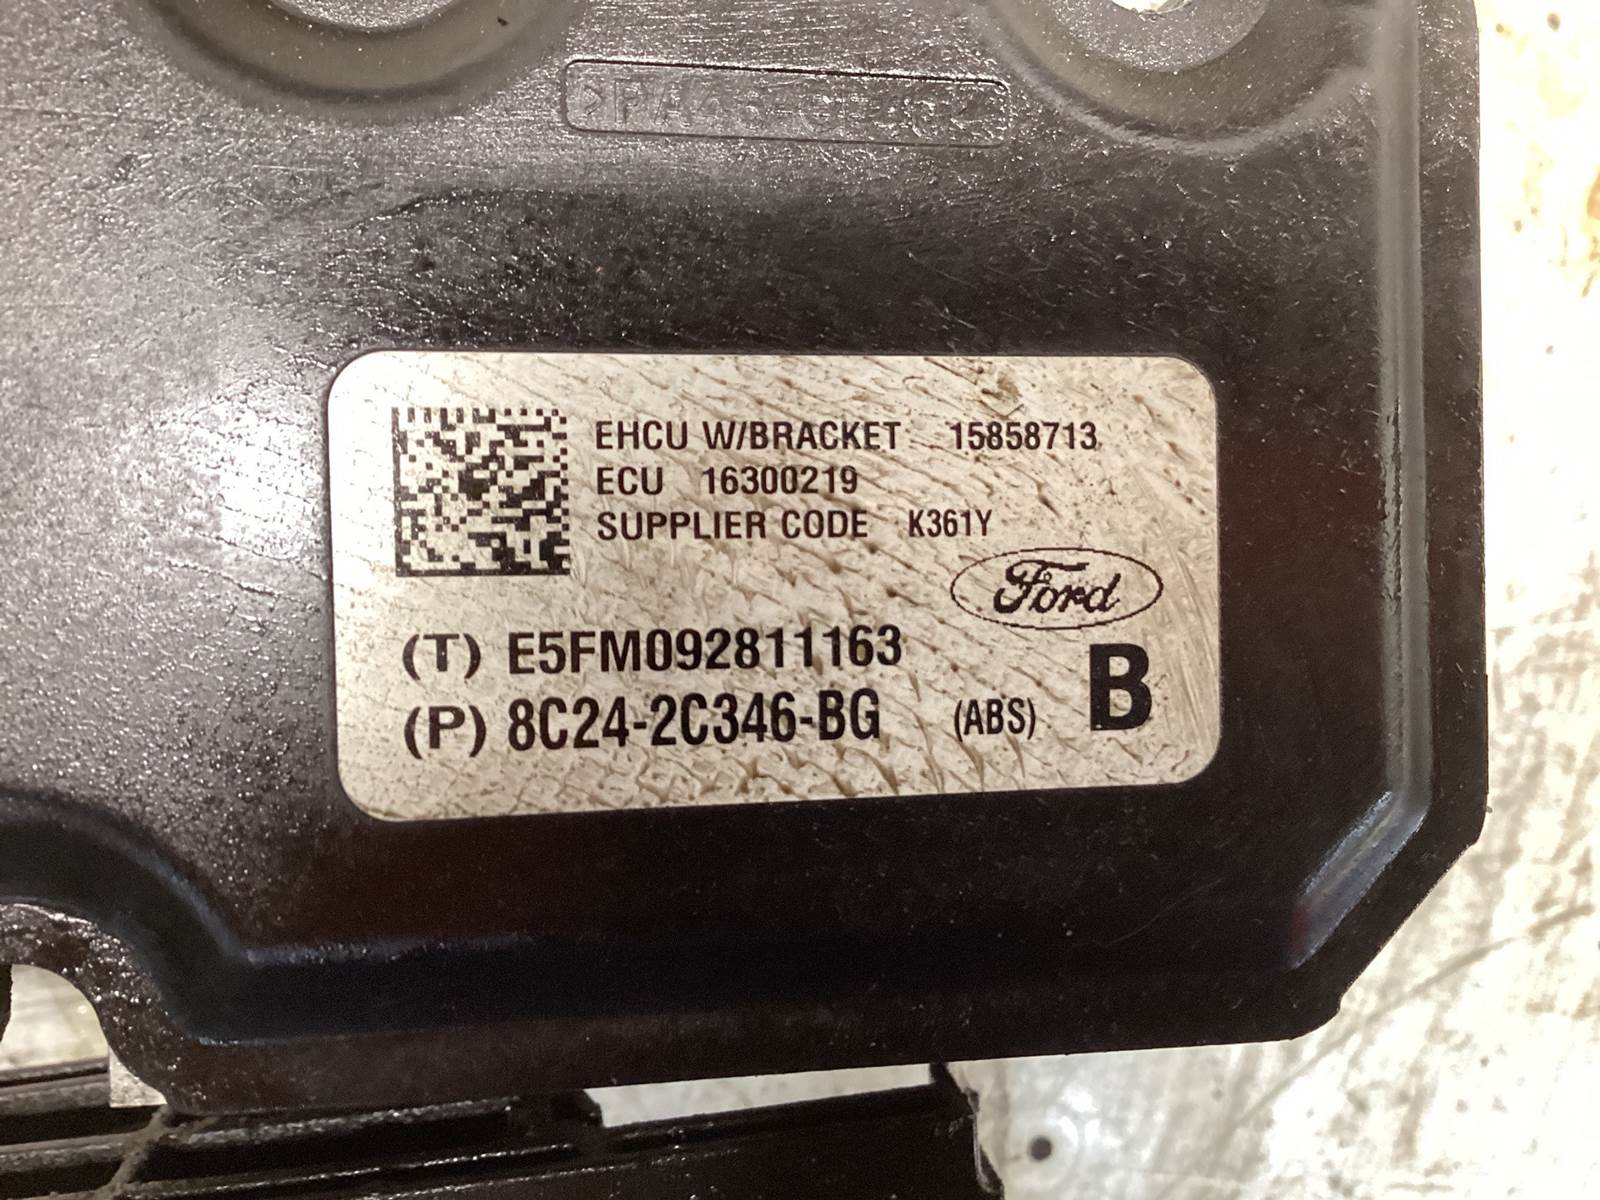 EHCU W/BRACKET 15858713
ECU 16300219
SUPPLIER CODE K361Y
Ford
(T) E5FM092811163
(P) 8C24-2C346-BG (ABS) B